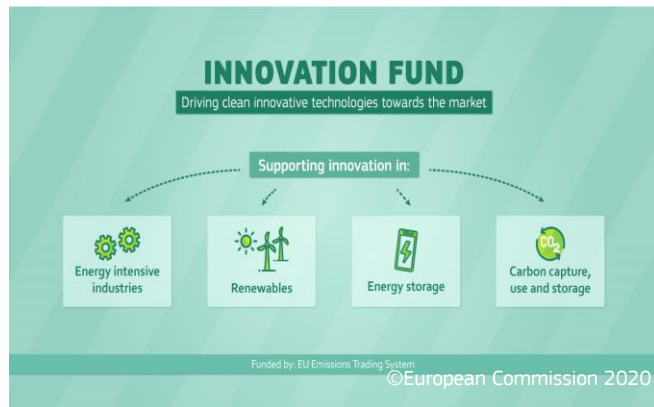 INNOVATION FUND
Driving clean innovative technologies towards the market
Supporting innovation in:
Energy intensive
industries
Renewables
Energy storage
CO₂
Carbon capture,
use and storage
Funded by: EU Emissions Trading System
©European Commission 2020